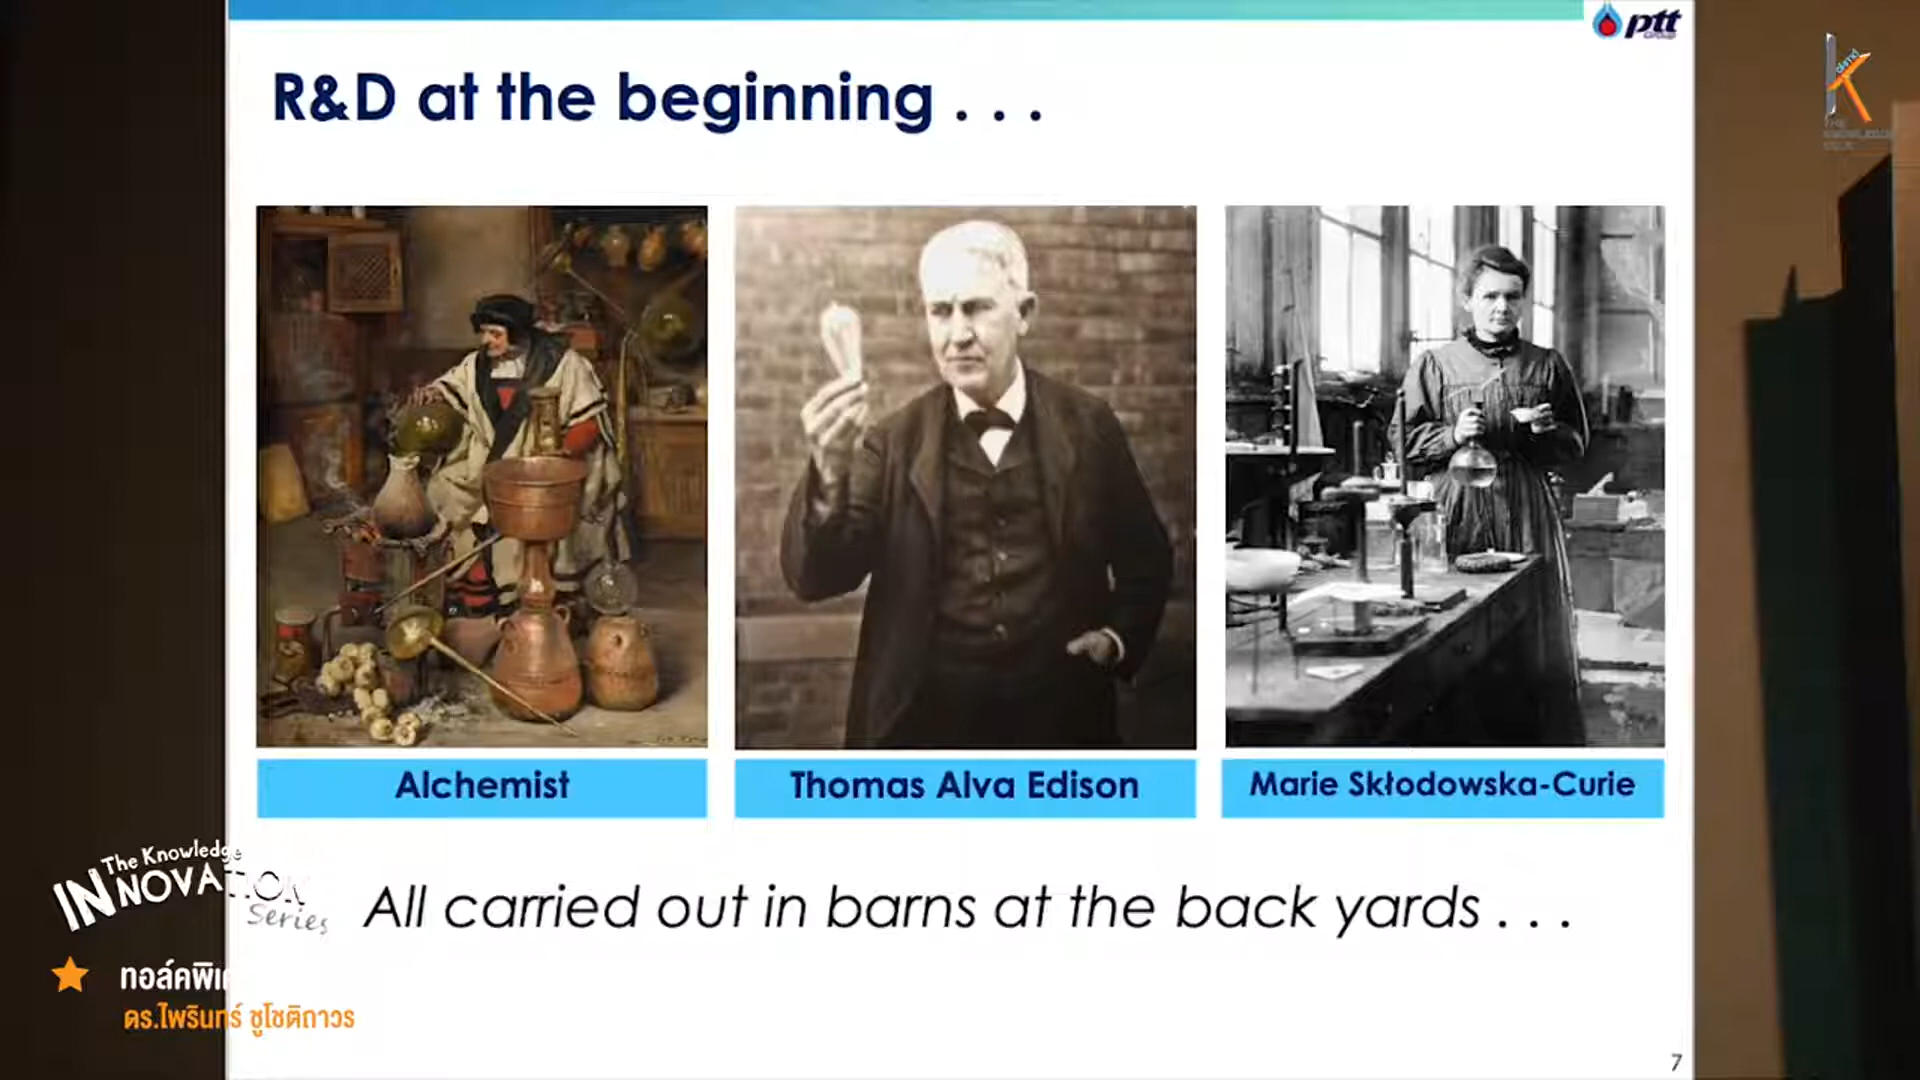 ptt
Group
R&D at the beginning . . .
Alchemist
Thomas Alva Edison
Marie Skłodowska-Curie
All carried out in barns at the back yards . . .
The Knowledge
INNOVATION
Series
ทอล์คพิเ
ดร.ไพรินทร์ ชูโชติถาวร
7